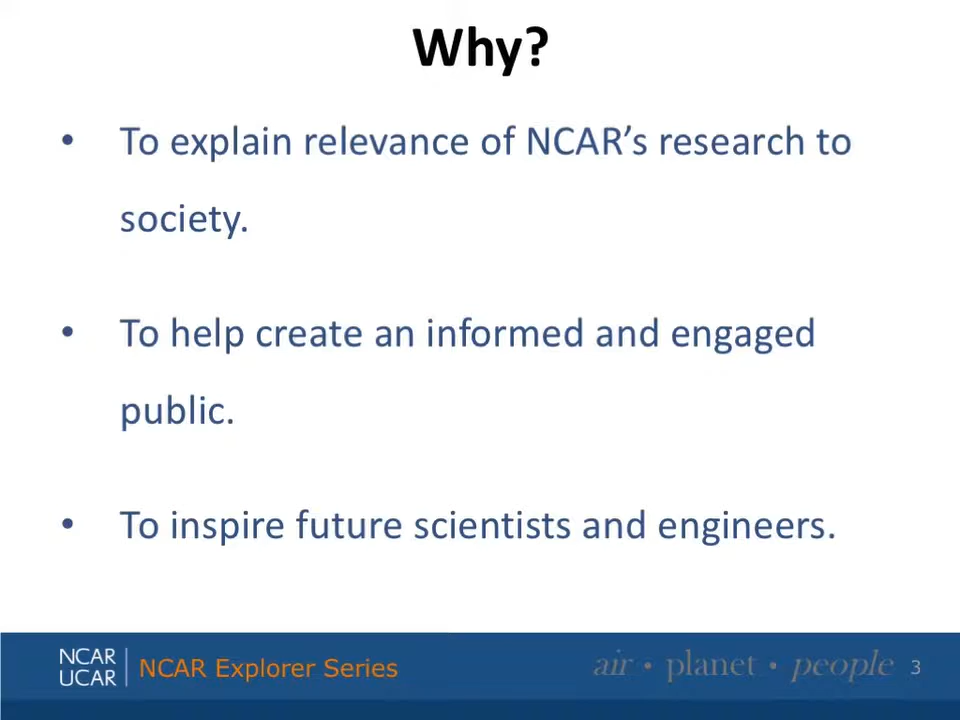 Why?
• To explain relevance of NCAR’s research to
society.
• To help create an informed and engaged
public.
• To inspire future scientists and engineers.
NCAR
UCAR
NCAR Explorer Series
air • planet • people
3